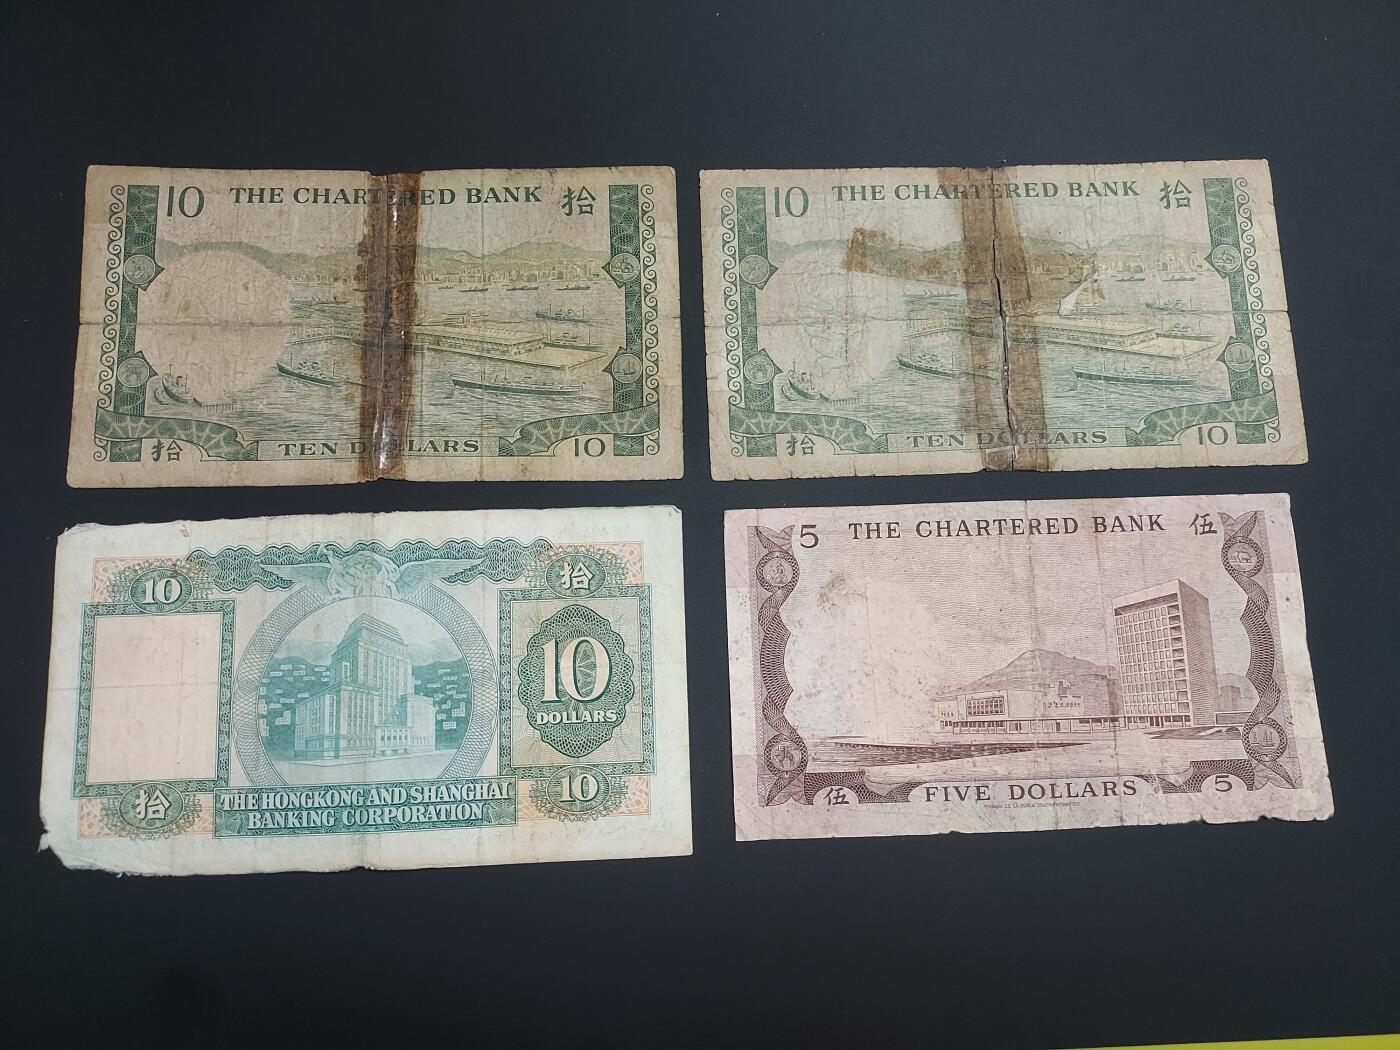 10 THE CHARTERED BANK 拾
拾 TEN DOLLARS 10
10 THE CHARTERED BANK 拾
拾 TEN DOLLARS 10
10 拾
10
DOLLARS
拾 10
THE HONGKONG AND SHANGHAI
BANKING CORPORATION
5 THE CHARTERED BANK 伍
伍 FIVE DOLLARS 5